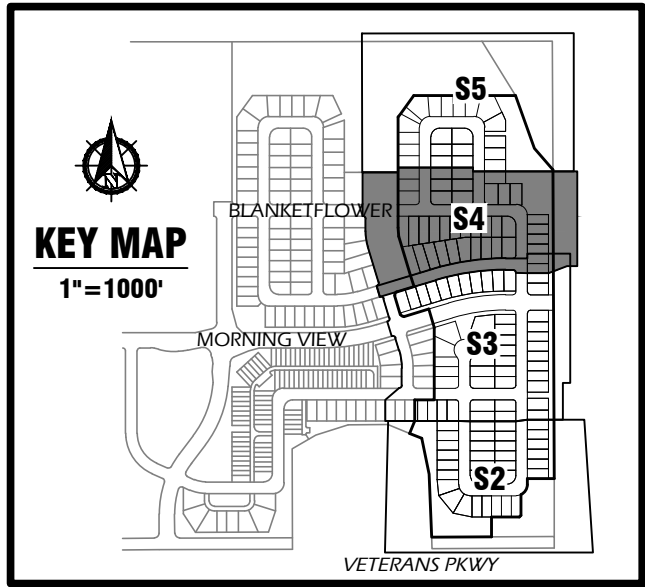 S5
N
BLANKETFLOWER
S4
KEY MAP
1"=1000'
MORNING VIEW
S3
S2
VETERANS PKWY